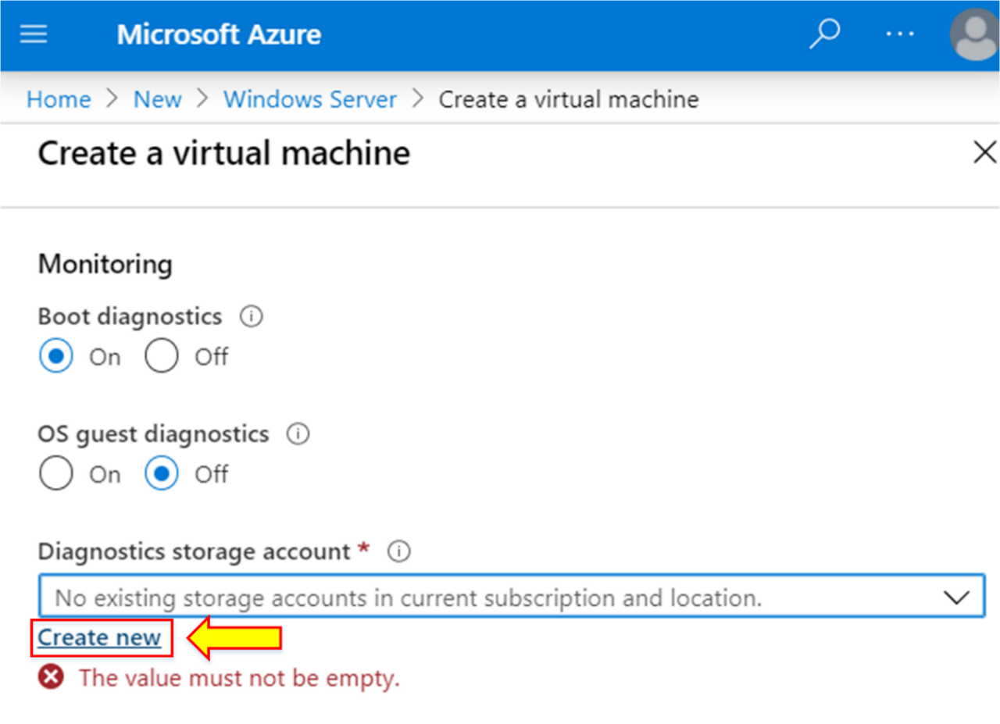 Microsoft Azure
Home > New > Windows Server > Create a virtual machine
Create a virtual machine
Monitoring
Boot diagnostics
On Off
OS guest diagnostics
On Off
Diagnostics storage account *
No existing storage accounts in current subscription and location.
Create new
The value must not be empty.